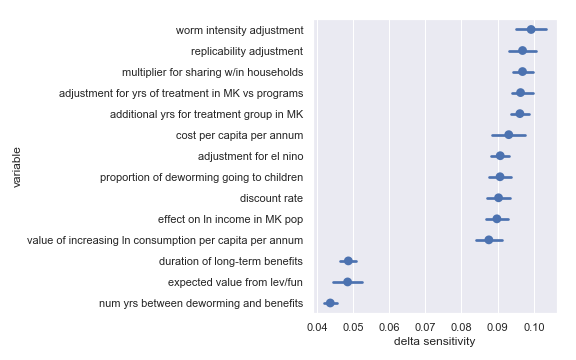 worm intensity adjustment
replicability adjustment
multiplier for sharing w/in households
adjustment for yrs of treatment in MK vs programs
additional yrs for treatment group in MK
cost per capita per annum
adjustment for el nino
proportion of deworming going to children
discount rate
effect on ln income in MK pop
value of increasing ln consumption per capita per annum
duration of long-term benefits
expected value from lev/fun
num yrs between deworming and benefits
variable
0.04 0.05 0.06 0.07 0.08 0.09 0.10
delta sensitivity